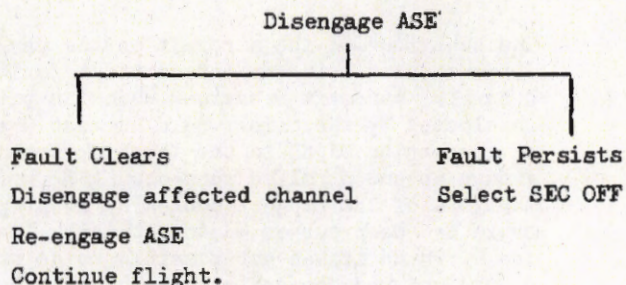 Disengage ASE
Fault Clears
Disengage affected channel
Re-engage ASE
Continue flight.
Fault Persists
Select SEC OFF